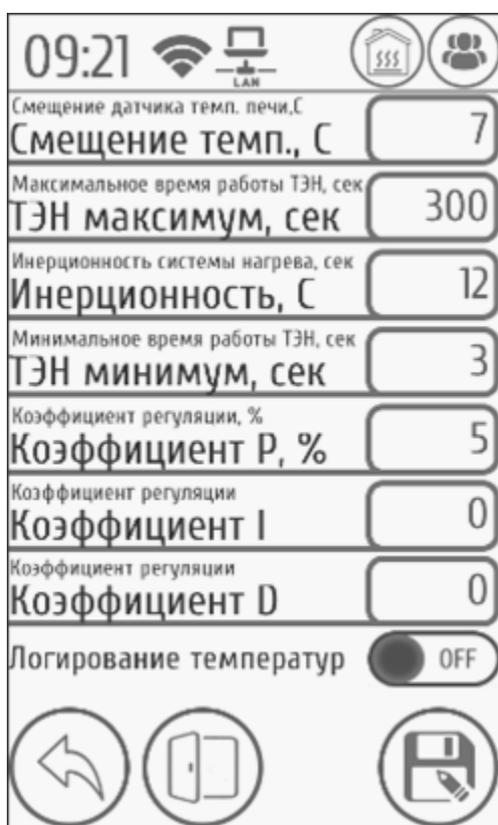 09:21
LAN
Смещение датчика темп. печи,С
Смещение темп., С
7
Максимальное время работы ТЭН, сек
ТЭН максимум, сек
300
Инерционность системы нагрева, сек
Инерционность, С
12
Минимальное время работы ТЭН, сек
ТЭН минимум, сек
3
Коэффициент регуляции, %
Коэффициент P, %
5
Коэффициент регуляции
Коэффициент I
0
Коэффициент регуляции
Коэффициент D
0
Логирование температур
OFF